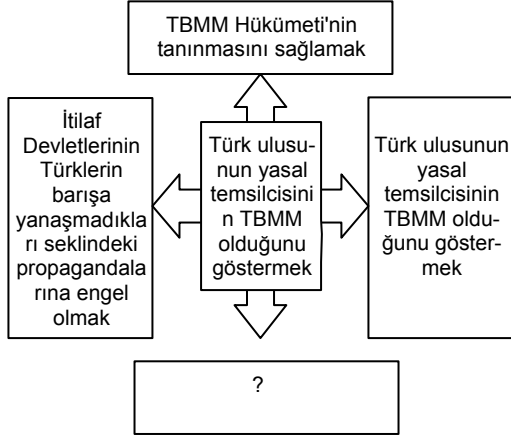 TBMM Hükümeti'nin
tanınmasını sağlamak
İtilaf
Devletlerinin
Türklerin
barışa
yanaşmadıkla
rı seklindeki
propagandala
rına engel
olmak
Türk ulusu-
nun yasal
temsilcisini
n TBMM
olduğunu
göstermek
Türk ulusunun
yasal
temsilcisinin
TBMM oldu-
ğunu göster-
mek
?